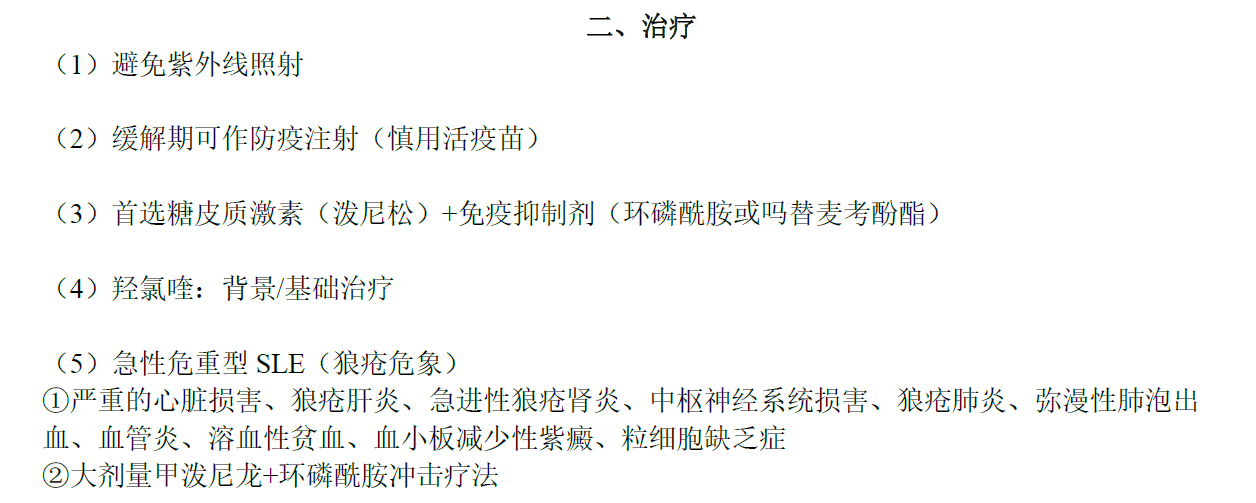 二、治疗
（1）避免紫外线照射
（2）缓解期可作防疫注射（慎用活疫苗）
（3）首选糖皮质激素（泼尼松）+免疫抑制剂（环磷酰胺或吗替麦考酚酯）
（4）羟氯喹：背景/基础治疗
（5）急性危重型 SLE（狼疮危象）
①严重的心脏损害、狼疮肝炎、急进性狼疮肾炎、中枢神经系统损害、狼疮肺炎、弥漫性肺泡出
血、血管炎、溶血性贫血、血小板减少性紫癜、粒细胞缺乏症
②大剂量甲泼尼龙+环磷酰胺冲击疗法